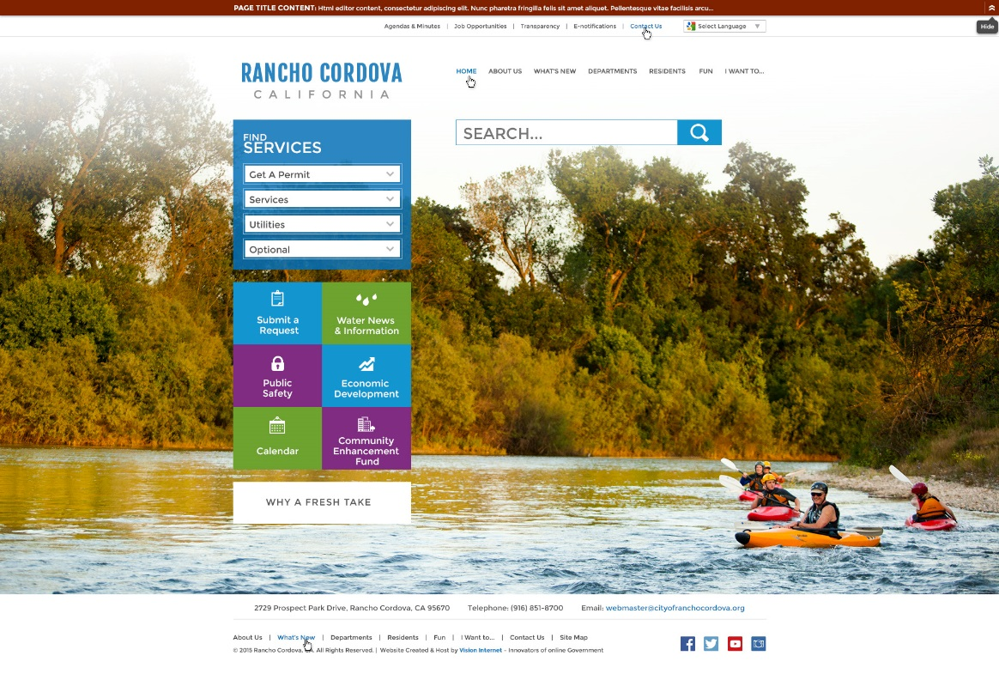 PAGE TITLE CONTENT: Html editor content, consectetur adipiscing elit. Nunc pharetra fringilla felis sit amet aliquet. Pellentesque vitae facilisis arcu...
Agendas & Minutes | Job Opportunities | Transparency | E-notifications | Contact Us
Select Language
Hide
RANCHO CORDOVA
CALIFORNIA
HOME ABOUT US WHAT'S NEW DEPARTMENTS RESIDENTS FUN I WANT TO...
FIND
SERVICES
SEARCH...
Get A Permit
Services
Utilities
Optional
Submit a
Request
Water News
& Information
Public
Safety
Economic
Development
Calendar
Community
Enhancement
Fund
WHY A FRESH TAKE
2729 Prospect Park Drive, Rancho Cordova, CA 95670 Telephone: (916) 851-8700 Email: webmaster@cityofranchocordova.org
About Us | What's New | Departments | Residents | Fun | I Want to... | Contact Us | Site Map
© 2015 Rancho Cordova, All Rights Reserved. | Website Created & Host by Vision Internet - Innovators of online Government